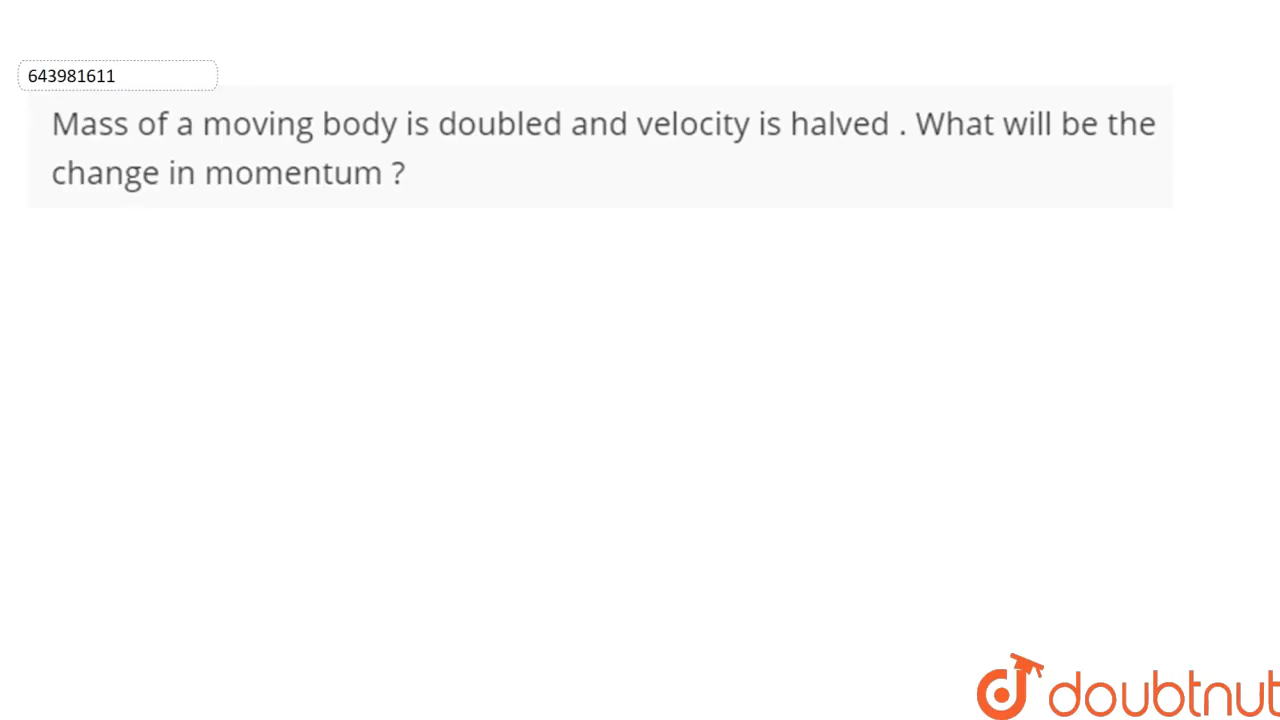 643981611
Mass of a moving body is doubled and velocity is halved . What will be the
change in momentum ?
doubtnut